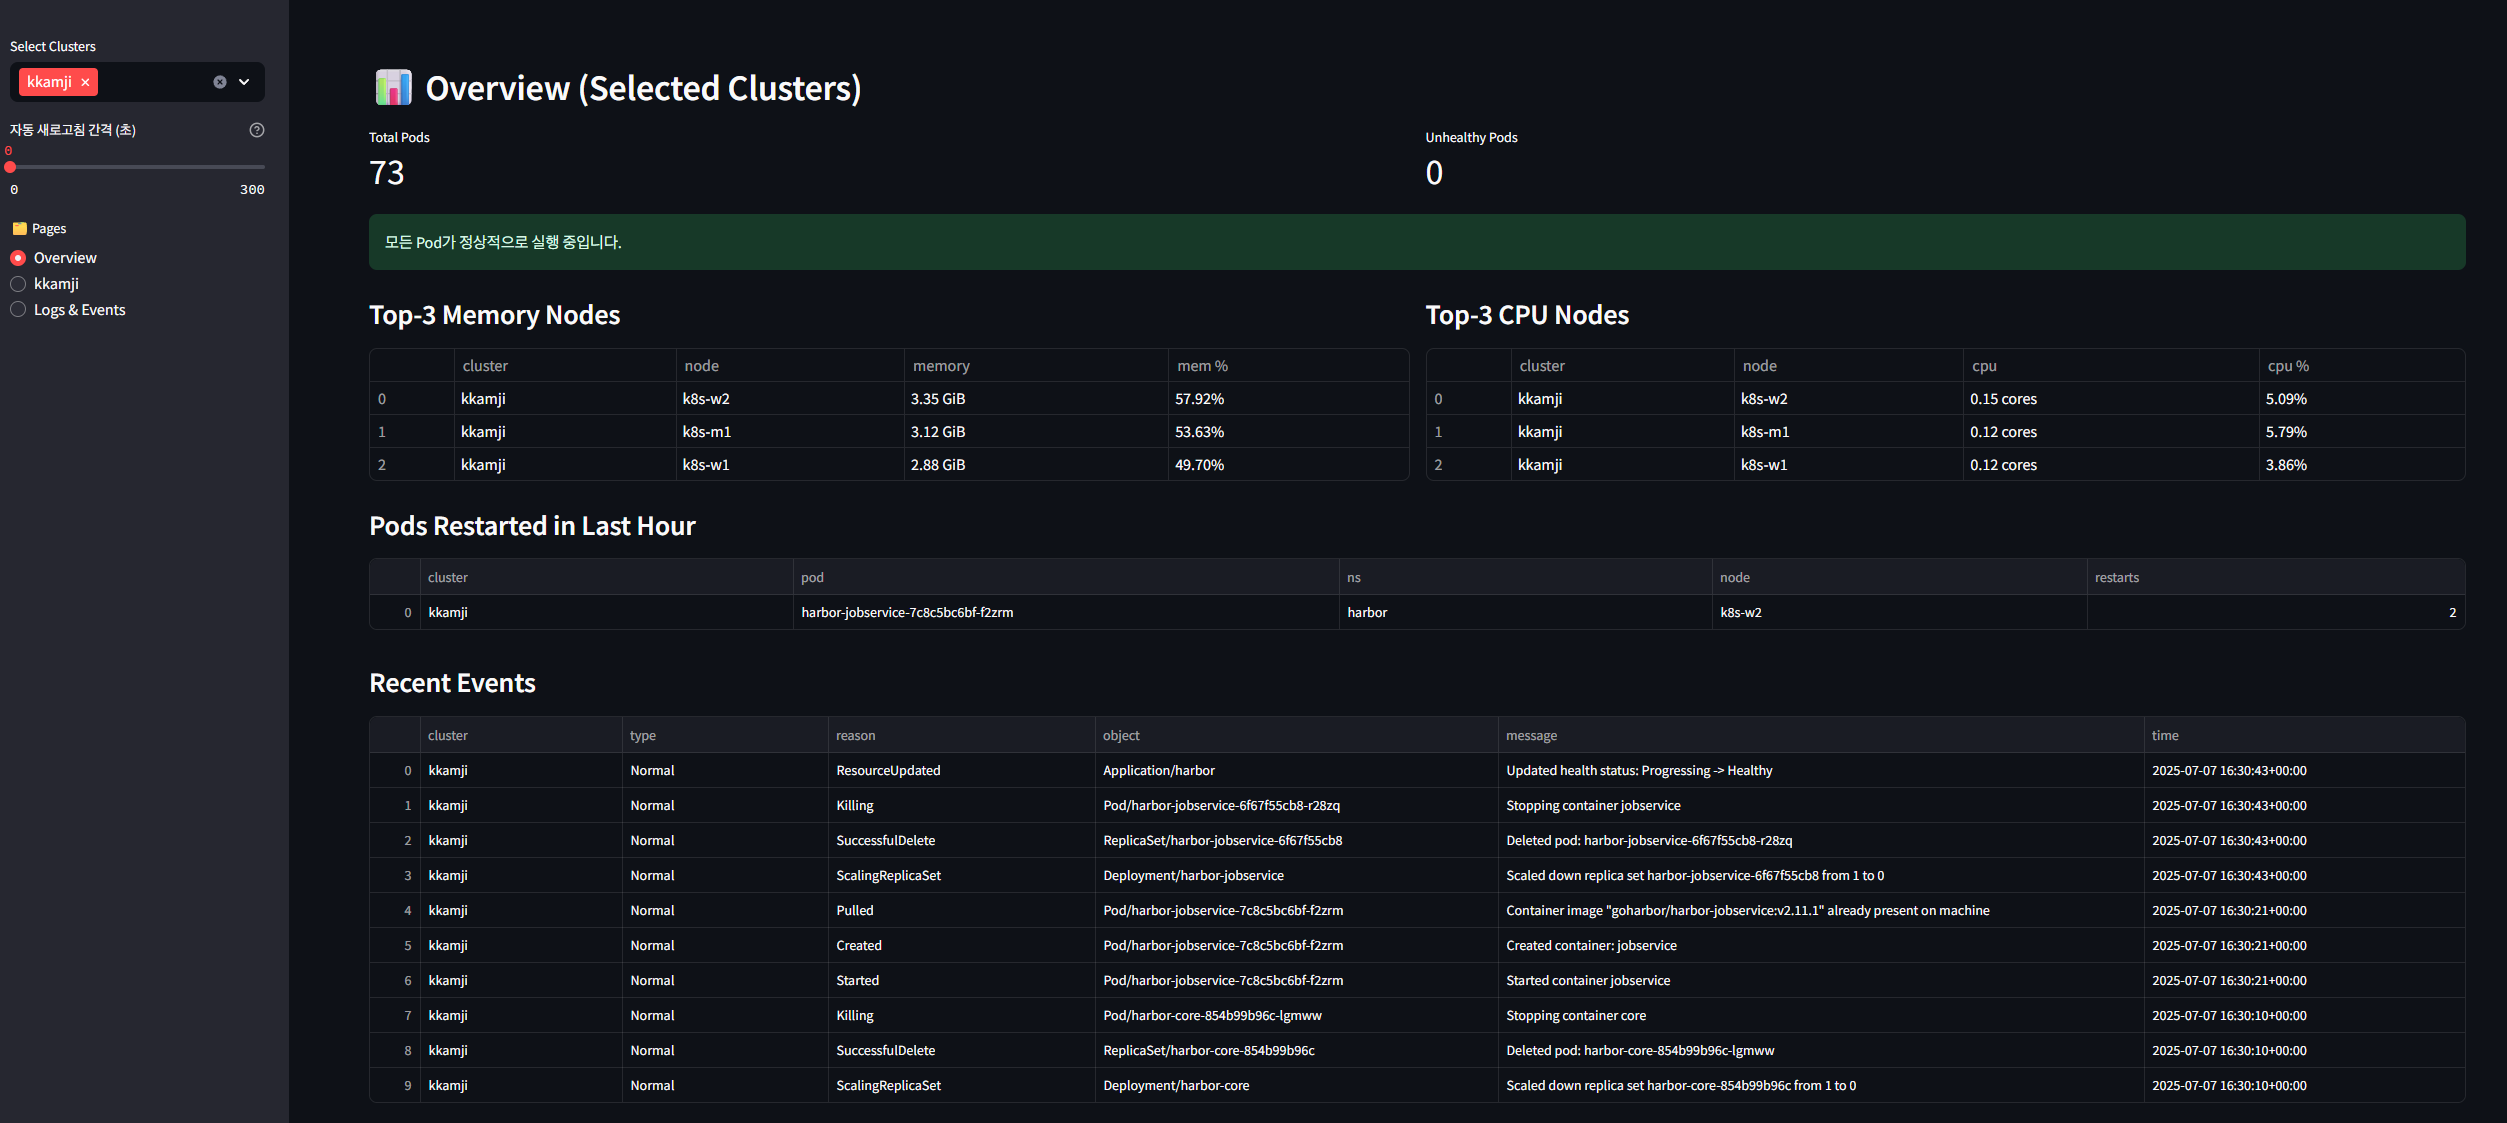 Select Clusters
kkamji
자동 새로고침 간격 (초)
0
0 300
Pages
Overview
kkamji
Logs & Events
Overview (Selected Clusters)
Total Pods
73
Unhealthy Pods
0
모든 Pod가 정상적으로 실행 중입니다.
Top-3 Memory Nodes
cluster node memory mem %
0 kkamji k8s-w2 3.35 GiB 57.92%
1 kkamji k8s-m1 3.12 GiB 53.63%
2 kkamji k8s-w1 2.88 GiB 49.70%
Top-3 CPU Nodes
cluster node cpu cpu %
0 kkamji k8s-w2 0.15 cores 5.09%
1 kkamji k8s-m1 0.12 cores 5.79%
2 kkamji k8s-w1 0.12 cores 3.86%
Pods Restarted in Last Hour
cluster pod ns node restarts
0 kkamji harbor-jobservice-7c8c5bc6bf-f2zrm harbor k8s-w2 2
Recent Events
cluster type reason object message time
0 kkamji Normal ResourceUpdated Application/harbor Updated health status: Progressing -> Healthy 2025-07-07 16:30:43+00:00
1 kkamji Normal Killing Pod/harbor-jobservice-6f67f55cb8-r28zq Stopping container jobservice 2025-07-07 16:30:43+00:00
2 kkamji Normal SuccessfulDelete ReplicaSet/harbor-jobservice-6f67f55cb8 Deleted pod: harbor-jobservice-6f67f55cb8-r28zq 2025-07-07 16:30:43+00:00
3 kkamji Normal ScalingReplicaSet Deployment/harbor-jobservice Scaled down replica set harbor-jobservice-6f67f55cb8 from 1 to 0 2025-07-07 16:30:43+00:00
4 kkamji Normal Pulled Pod/harbor-jobservice-7c8c5bc6bf-f2zrm Container image "goharbor/harbor-jobservice:v2.11.1" already present on machine 2025-07-07 16:30:21+00:00
5 kkamji Normal Created Pod/harbor-jobservice-7c8c5bc6bf-f2zrm Created container: jobservice 2025-07-07 16:30:21+00:00
6 kkamji Normal Started Pod/harbor-jobservice-7c8c5bc6bf-f2zrm Started container jobservice 2025-07-07 16:30:21+00:00
7 kkamji Normal Killing Pod/harbor-core-854b99b96c-lgmww Stopping container core 2025-07-07 16:30:10+00:00
8 kkamji Normal SuccessfulDelete ReplicaSet/harbor-core-854b99b96c Deleted pod: harbor-core-854b99b96c-lgmww 2025-07-07 16:30:10+00:00
9 kkamji Normal ScalingReplicaSet Deployment/harbor-core Scaled down replica set harbor-core-854b99b96c from 1 to 0 2025-07-07 16:30:10+00:00